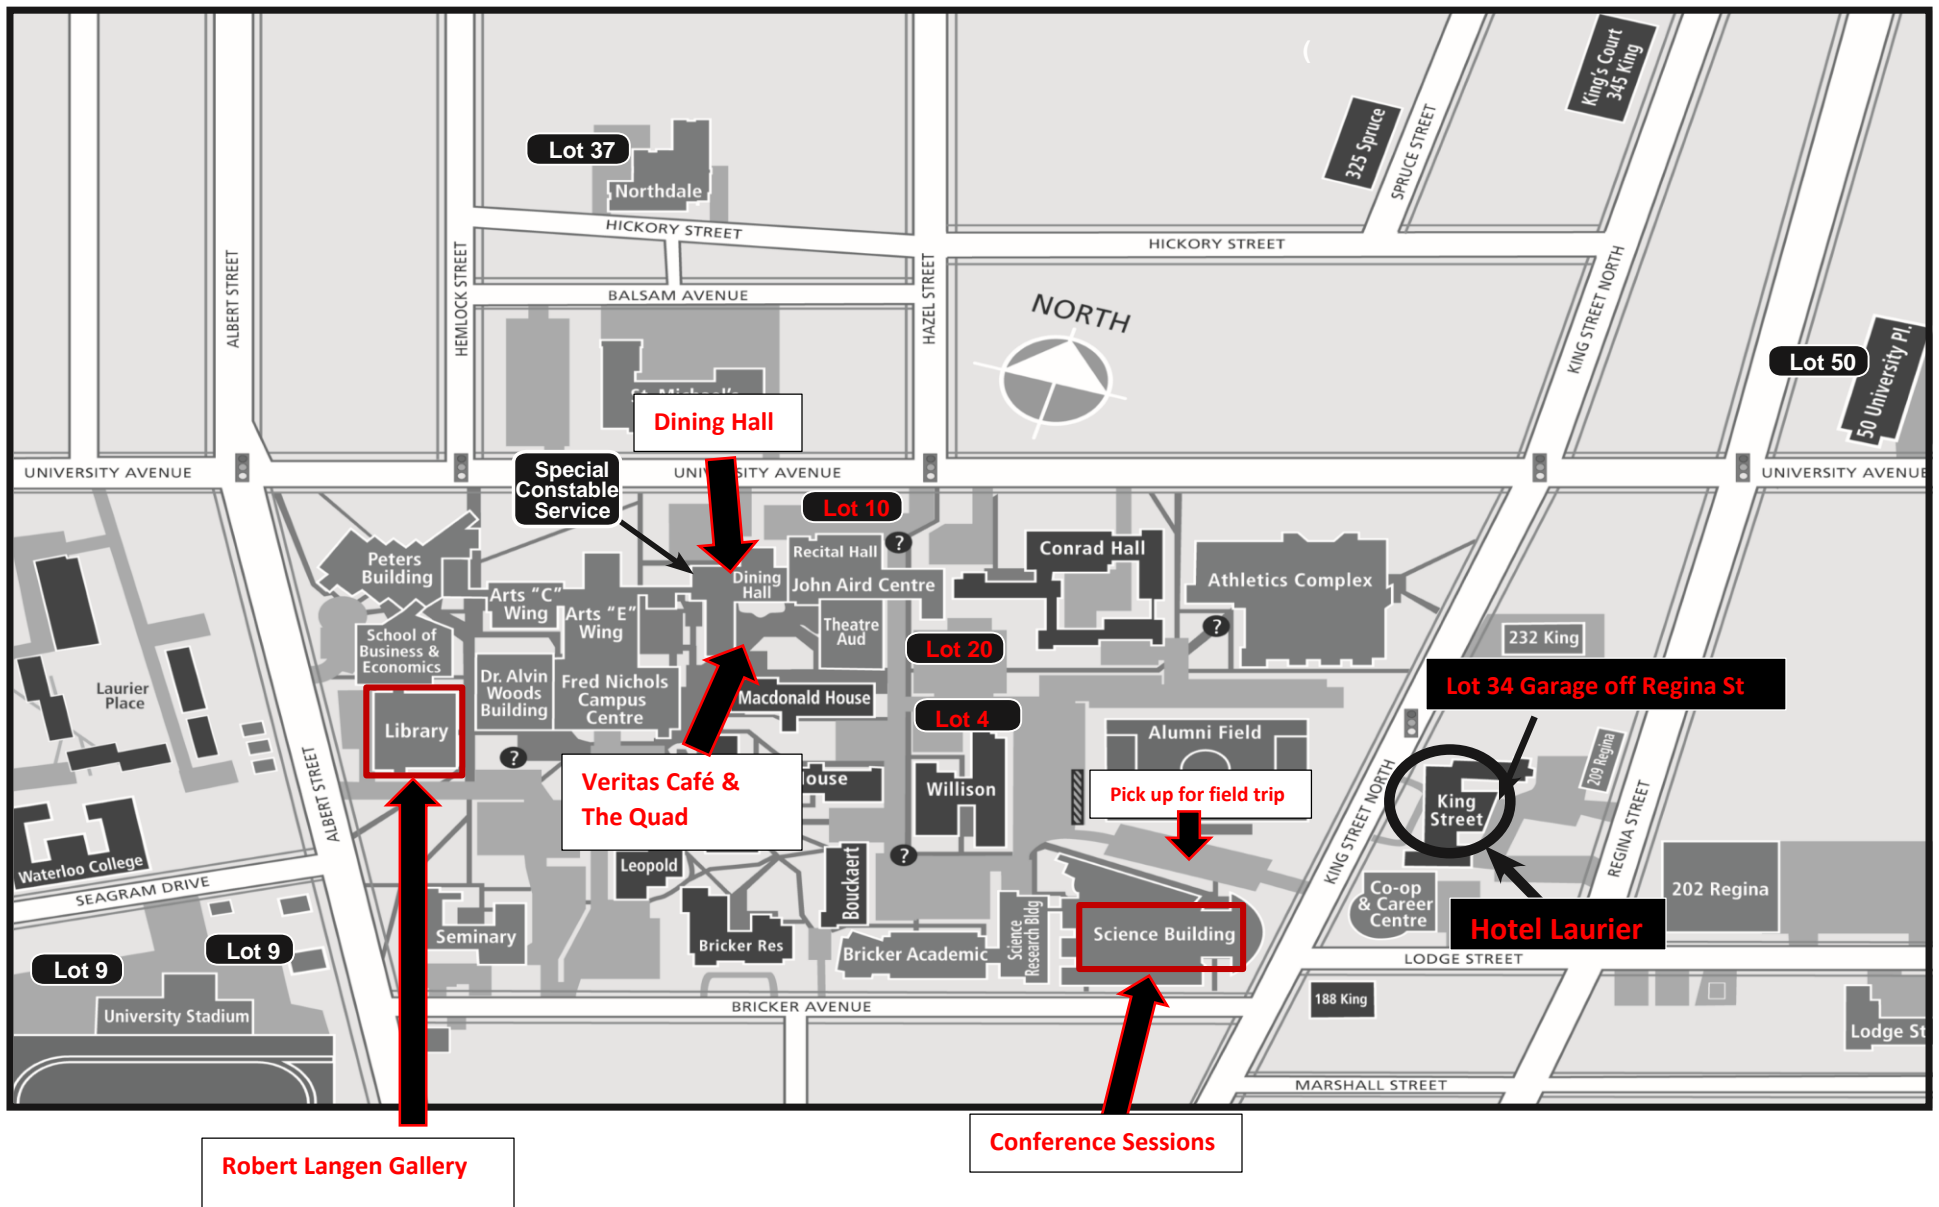 King's Court
345 King
325 Spruce
SPRUCE STREET
Lot 37
Northdale
HICKORY STREET
HICKORY STREET
ALBERT STREET
HEMLOCK STREET
HAZEL STREET
KING STREET NORTH
BALSAM AVENUE
NORTH
Lot 50
50 University Pl.
St. Michael's
Dining Hall
UNIVERSITY AVENUE
UNIVERSITY AVENUE
UNIVERSITY AVENUE
Special
Constable
Service
Lot 10
Peters
Building
Recital Hall
?
Conrad Hall
Dining
Hall
John Aird Centre
Athletics Complex
Arts "C"
Wing
Arts "E"
Wing
Theatre
Aud
?
School of
Business &
Economics
232 King
Lot 20
Laurier
Place
Dr. Alvin
Woods
Building
Fred Nichols
Campus
Centre
Macdonald House
Lot 34 Garage off Regina St
Library
Lot 4
Alumni Field
209 Regina
?
Veritas Café &
The Quad
House
Willison
Pick up for field trip
King
Street
ALBERT STREET
KING STREET NORTH
REGINA STREET
Waterloo College
SEAGRAM DRIVE
Leopold
Bouckaert
?
Co-op
& Career
Centre
202 Regina
Seminary
Bricker Res
Bricker Academic
Science
Research Bldg
Science Building
Hotel Laurier
Lot 9
Lot 9
LODGE STREET
University Stadium
BRICKER AVENUE
188 King
Lodge St
MARSHALL STREET
Robert Langen Gallery
Conference Sessions